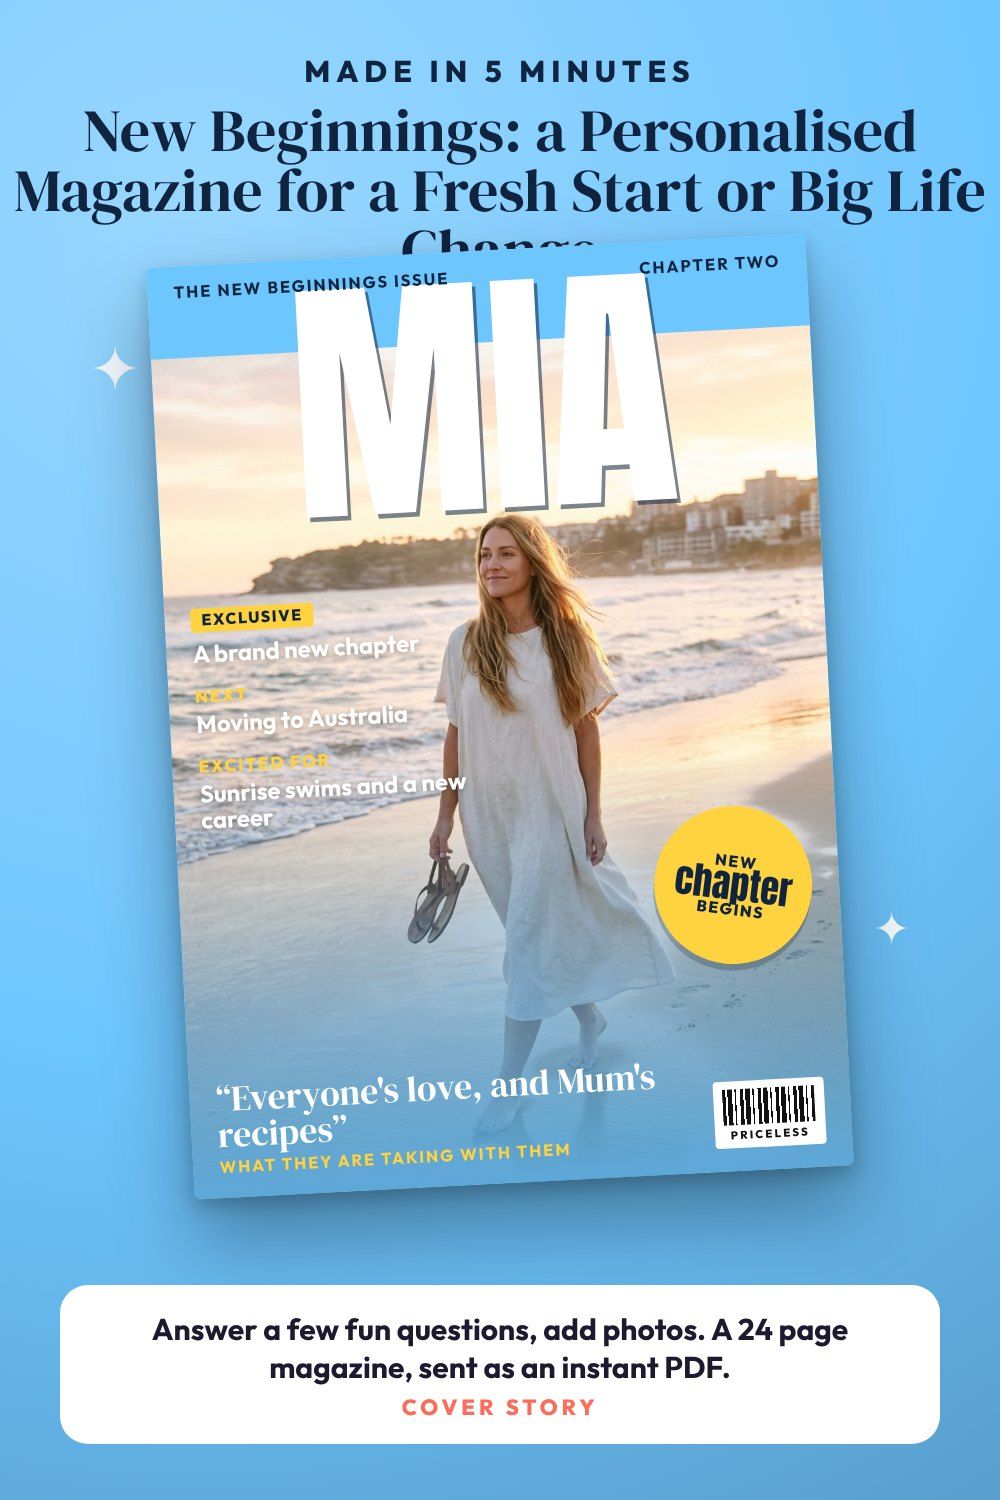 MADE IN 5 MINUTES
New Beginnings: a Personalised
Magazine for a Fresh Start or Big Life
Change
THE NEW BEGINNINGS ISSUE
CHAPTER TWO
MIA
EXCLUSIVE
A brand new chapter
NEXT
Moving to Australia
EXCITED FOR
Sunrise swims and a new
career
NEW
chapter
BEGINS
“Everyone's love, and Mum's
recipes”
WHAT THEY ARE TAKING WITH THEM
PRICELESS
Answer a few fun questions, add photos. A 24 page
magazine, sent as an instant PDF.
COVER STORY